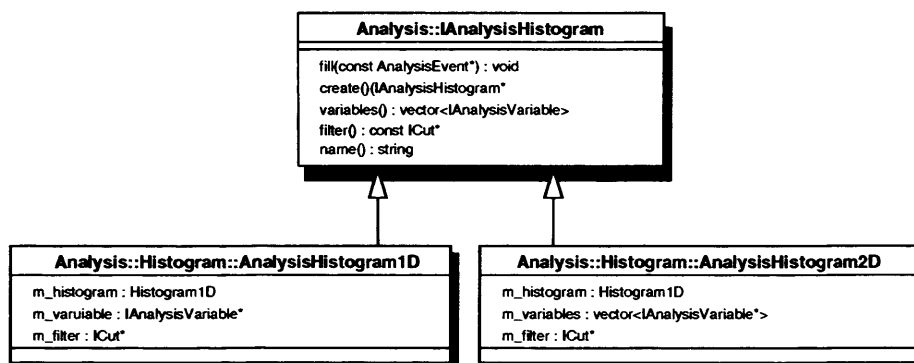 Analysis::IAnalysisHistogram
fill(const AnalysisEvent*) : void
create(){IAnalysisHistogram*
variables() : vector<IAnalysisVariable>
filter() : const ICut*
name() : string
Analysis::Histogram::AnalysisHistogram1D
m_histogram : Histogram1D
m_varuiable : IAnalysisVariable*
m_filter : ICut*
Analysis::Histogram::AnalysisHistogram2D
m_histogram : Histogram1D
m_variables : vector<IAnalysisVariable*>
m_filter : ICut*